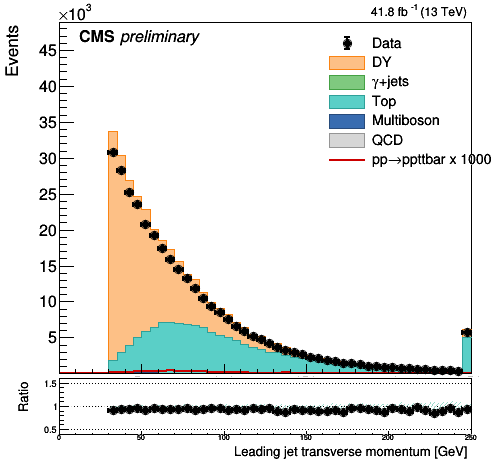 ×10³
41.8 fb⁻¹ (13 TeV)
CMS preliminary
Events
45
40
35
30
25
20
15
10
5
Data
DY
γ+jets
Top
Multiboson
QCD
pp→ppttbar x 1000
Ratio
1.5
1
0.5
0 50 100 150 200 250
Leading jet transverse momentum [GeV]